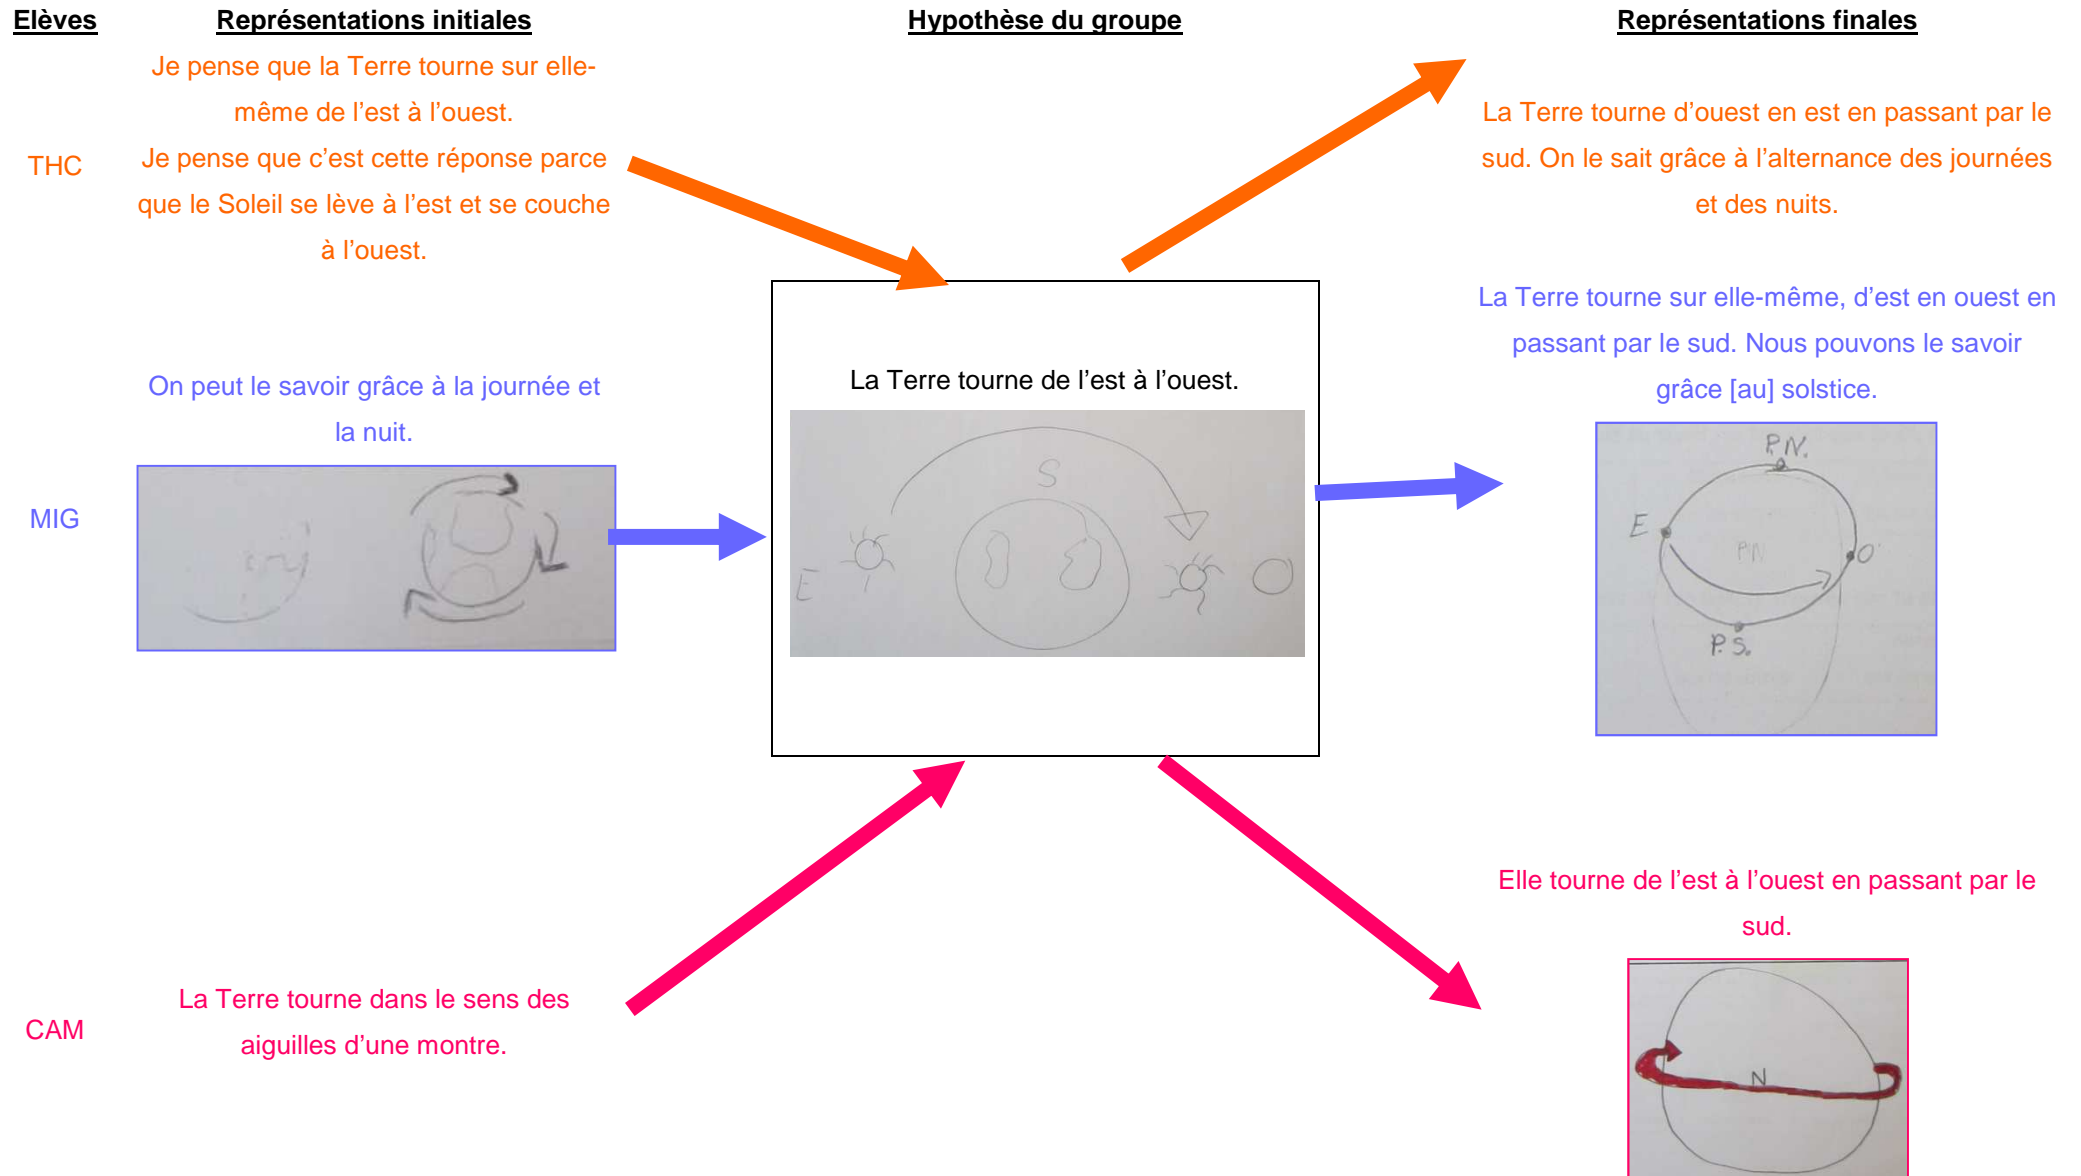 Elèves
Représentations initiales
Hypothèse du groupe
Représentations finales
THC
Je pense que la Terre tourne sur elle-
même de l'est à l'ouest.
Je pense que c'est cette réponse parce
que le Soleil se lève à l'est et se couche
à l'ouest.
La Terre tourne d'ouest en est en passant par le
sud. On le sait grâce à l'alternance des journées
et des nuits.
MIG
On peut le savoir grâce à la journée et
la nuit.
La Terre tourne de l'est à l'ouest.
S
E
O
La Terre tourne sur elle-même, d'est en ouest en
passant par le sud. Nous pouvons le savoir
grâce [au] solstice.
P.N.
E
PN
O
P.S.
CAM
La Terre tourne dans le sens des
aiguilles d'une montre.
Elle tourne de l'est à l'ouest en passant par le
sud.
N